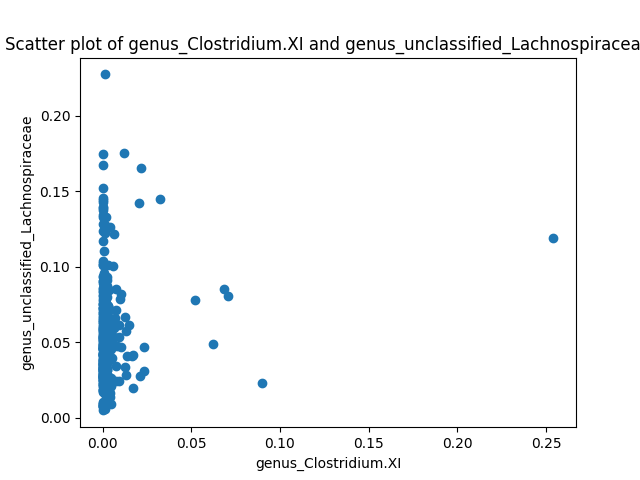 Scatter plot of genus_Clostridium.XI and genus_unclassified_Lachnospiracea
0.20
0.15
0.10
0.05
0.00
genus_unclassified_Lachnospiraceae
0.00 0.05 0.10 0.15 0.20 0.25
genus_Clostridium.XI